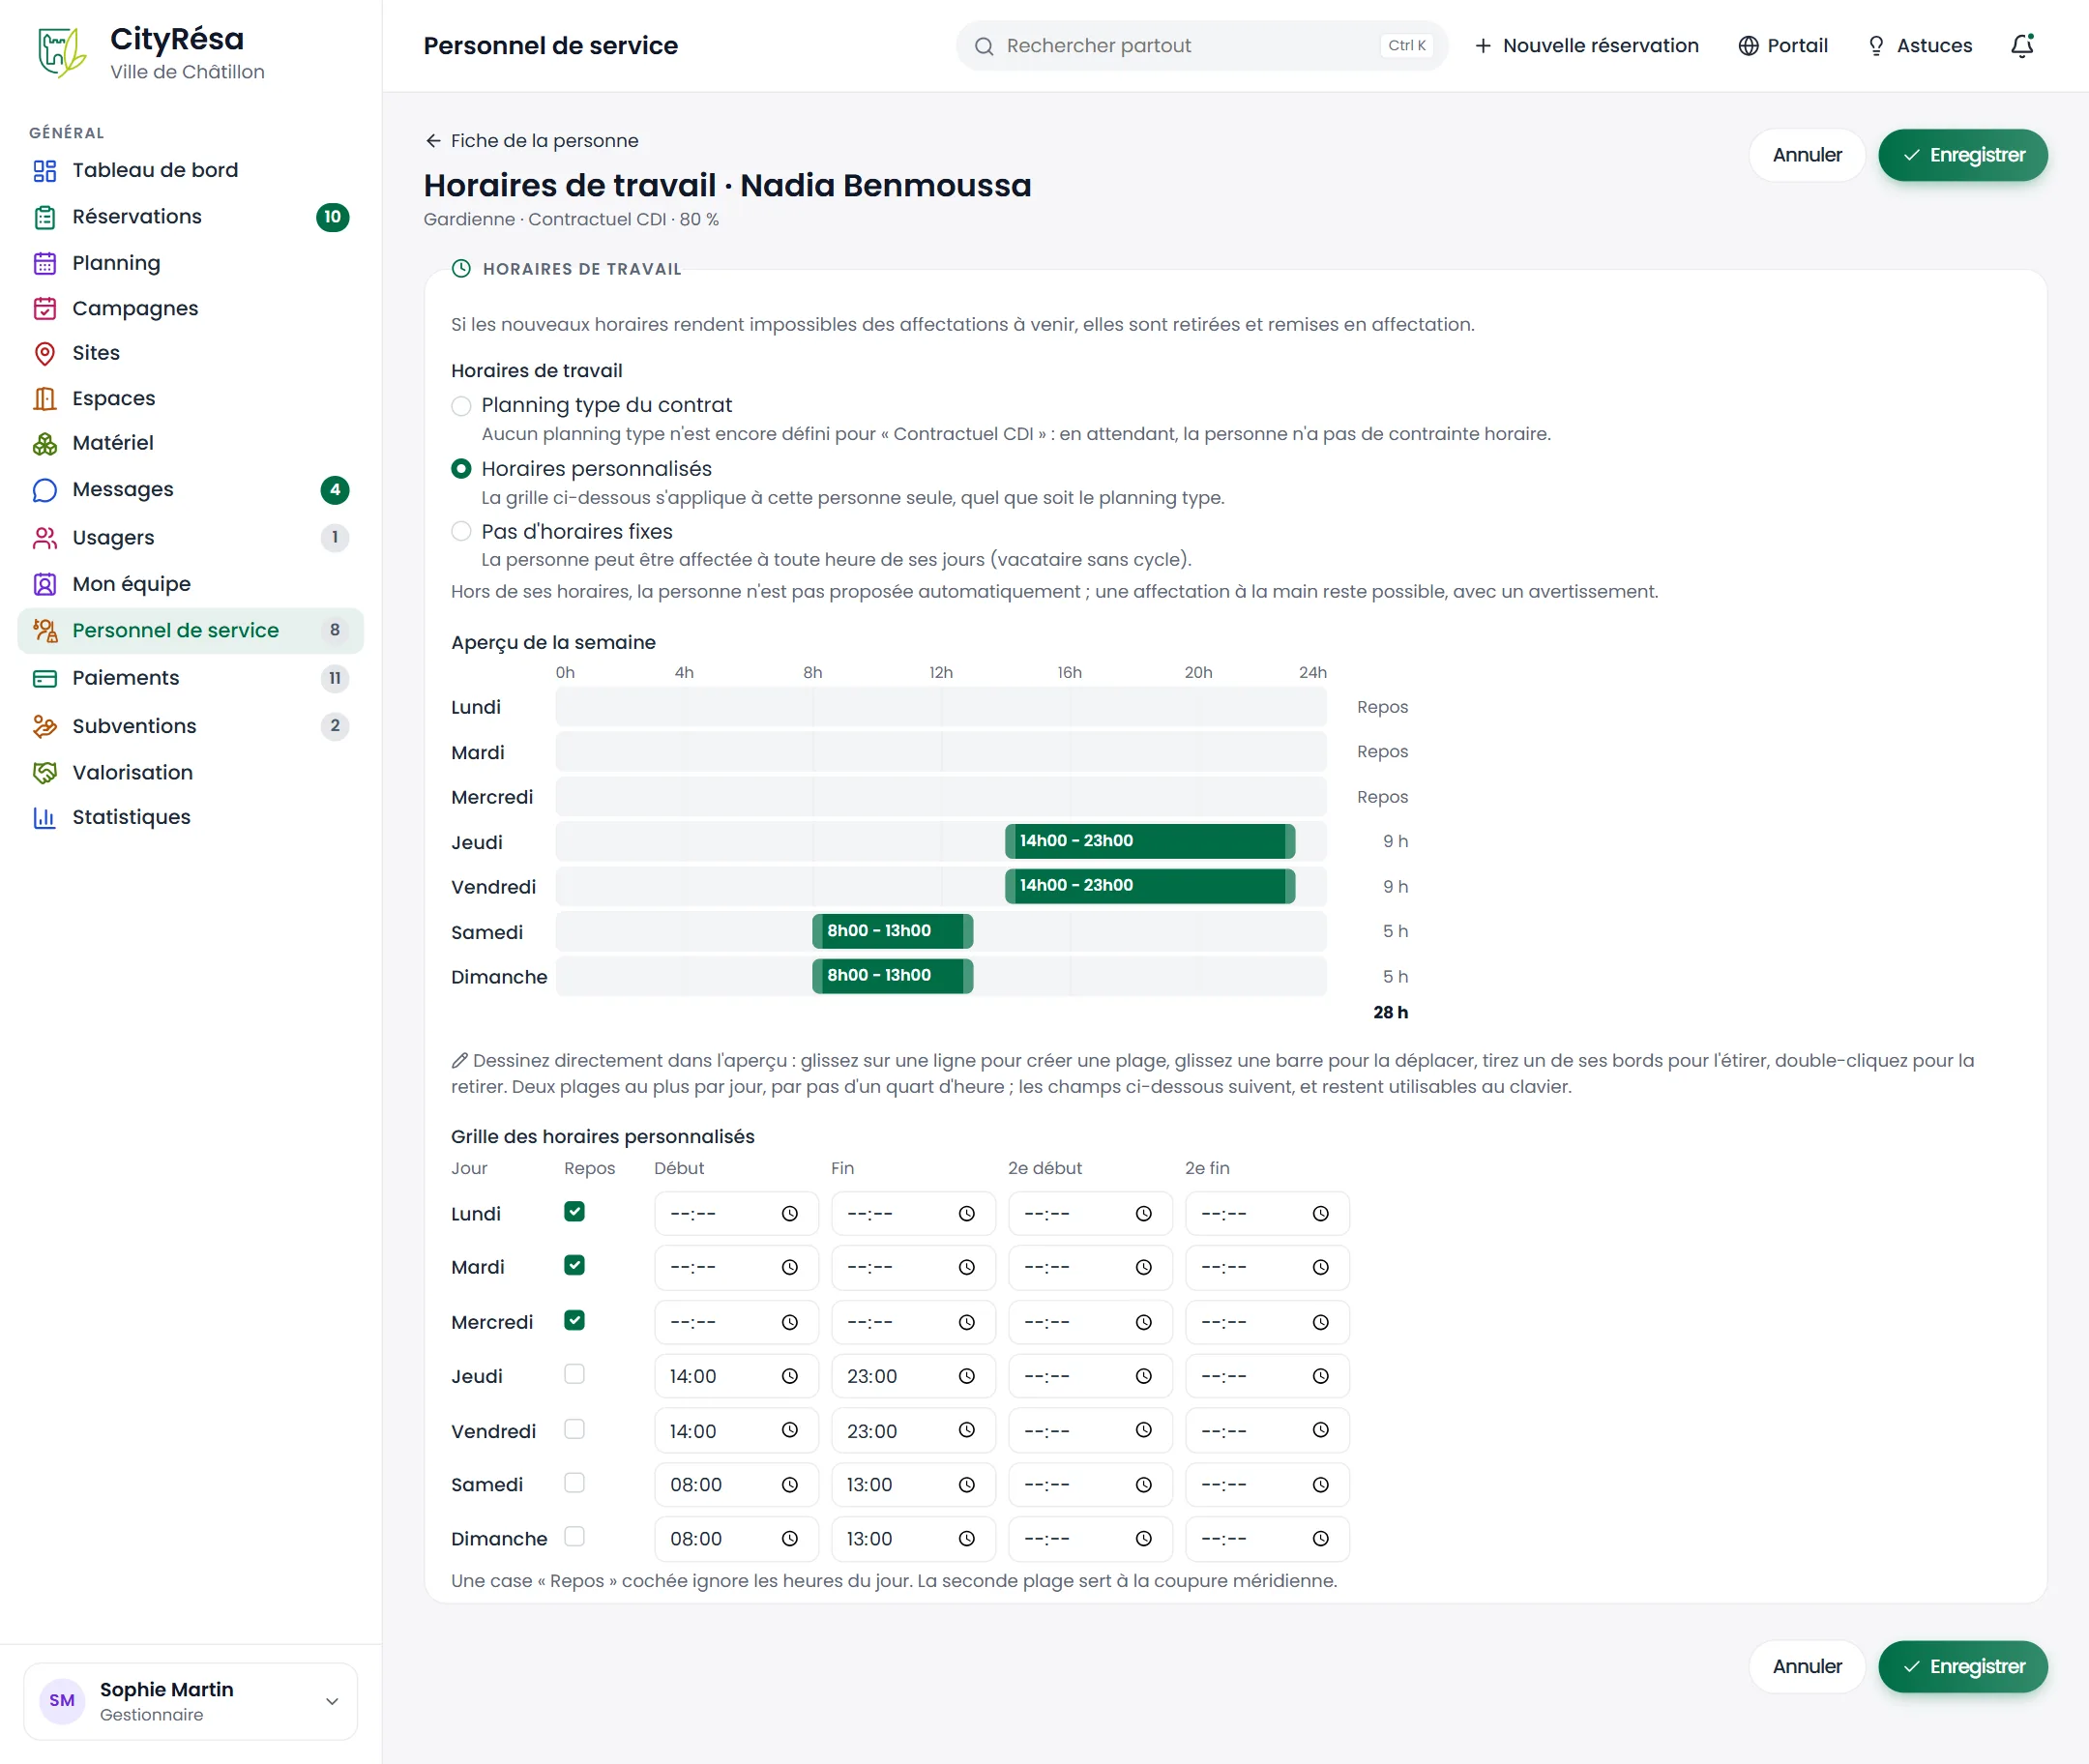 CityRésa
Ville de Châtillon
GÉNÉRAL
Tableau de bord
Réservations 10
Planning
Campagnes
Sites
Espaces
Matériel
Messages 4
Usagers 1
Mon équipe
Personnel de service 8
Paiements 11
Subventions 2
Valorisation
Statistiques
SM
Sophie Martin
Gestionnaire
Personnel de service
Rechercher partout Ctrl K
Nouvelle réservation
Portail
Astuces
Fiche de la personne
Horaires de travail · Nadia Benmoussa
Gardienne · Contractuel CDI · 80 %
Annuler
Enregistrer
HORAIRES DE TRAVAIL
Si les nouveaux horaires rendent impossibles des affectations à venir, elles sont retirées et remises en affectation.
Horaires de travail
Planning type du contrat
Aucun planning type n'est encore défini pour « Contractuel CDI » : en attendant, la personne n'a pas de contrainte horaire.
Horaires personnalisés
La grille ci-dessous s'applique à cette personne seule, quel que soit le planning type.
Pas d'horaires fixes
La personne peut être affectée à toute heure de ses jours (vacataire sans cycle).
Hors de ses horaires, la personne n'est pas proposée automatiquement ; une affectation à la main reste possible, avec un avertissement.
Aperçu de la semaine
0h 4h 8h 12h 16h 20h 24h
Lundi Repos
Mardi Repos
Mercredi Repos
Jeudi 14h00 - 23h00 9 h
Vendredi 14h00 - 23h00 9 h
Samedi 8h00 - 13h00 5 h
Dimanche 8h00 - 13h00 5 h
28 h
Dessinez directement dans l'aperçu : glissez sur une ligne pour créer une plage, glissez une barre pour la déplacer, tirez un de ses bords pour l'étirer, double-cliquez pour la
retirer. Deux plages au plus par jour, par pas d'un quart d'heure ; les champs ci-dessous suivent, et restent utilisables au clavier.
Grille des horaires personnalisés
Jour Repos Début Fin 2e début 2e fin
Lundi --:-- --:-- --:-- --:--
Mardi --:-- --:-- --:-- --:--
Mercredi --:-- --:-- --:-- --:--
Jeudi 14:00 23:00 --:-- --:--
Vendredi 14:00 23:00 --:-- --:--
Samedi 08:00 13:00 --:-- --:--
Dimanche 08:00 13:00 --:-- --:--
Une case « Repos » cochée ignore les heures du jour. La seconde plage sert à la coupure méridienne.
Annuler
Enregistrer